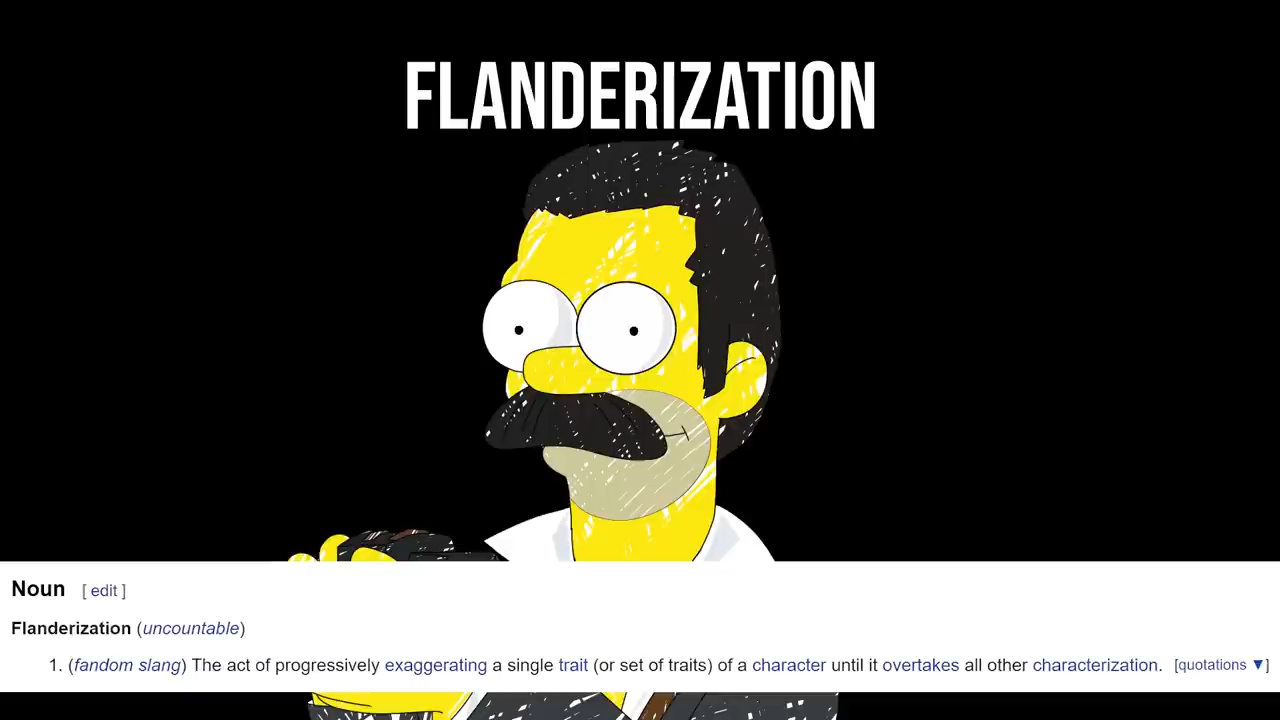 FLANDERIZATION
Noun [ edit ]
Flanderization (uncountable)
1. (fandom slang) The act of progressively exaggerating a single trait (or set of traits) of a character until it overtakes all other characterization. [quotations ▼]